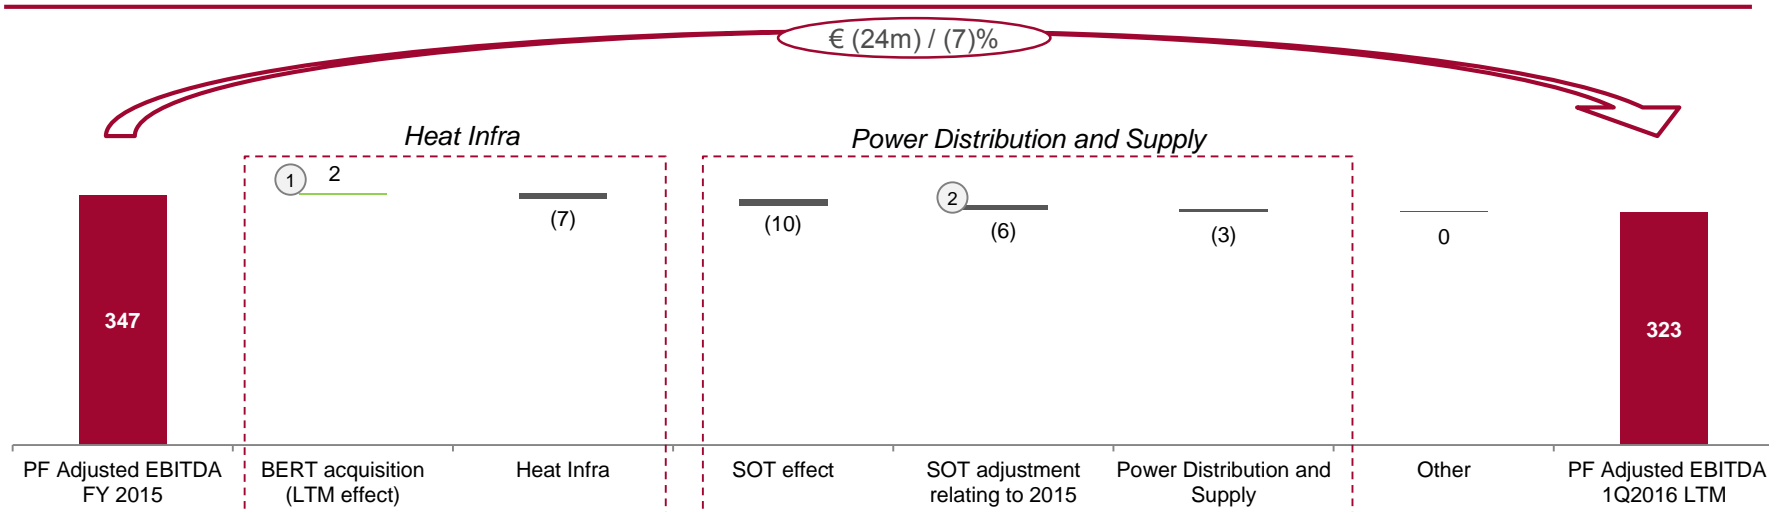 € (24m) / (7)%
Heat Infra
Power Distribution and Supply
1
2
(7)
(10)
2
(6)
(3)
0
347
323
PF Adjusted EBITDA
FY 2015
BERT acquisition
(LTM effect)
Heat Infra
SOT effect
SOT adjustment
relating to 2015
Power Distribution and
Supply
Other
PF Adjusted EBITDA
1Q2016 LTM